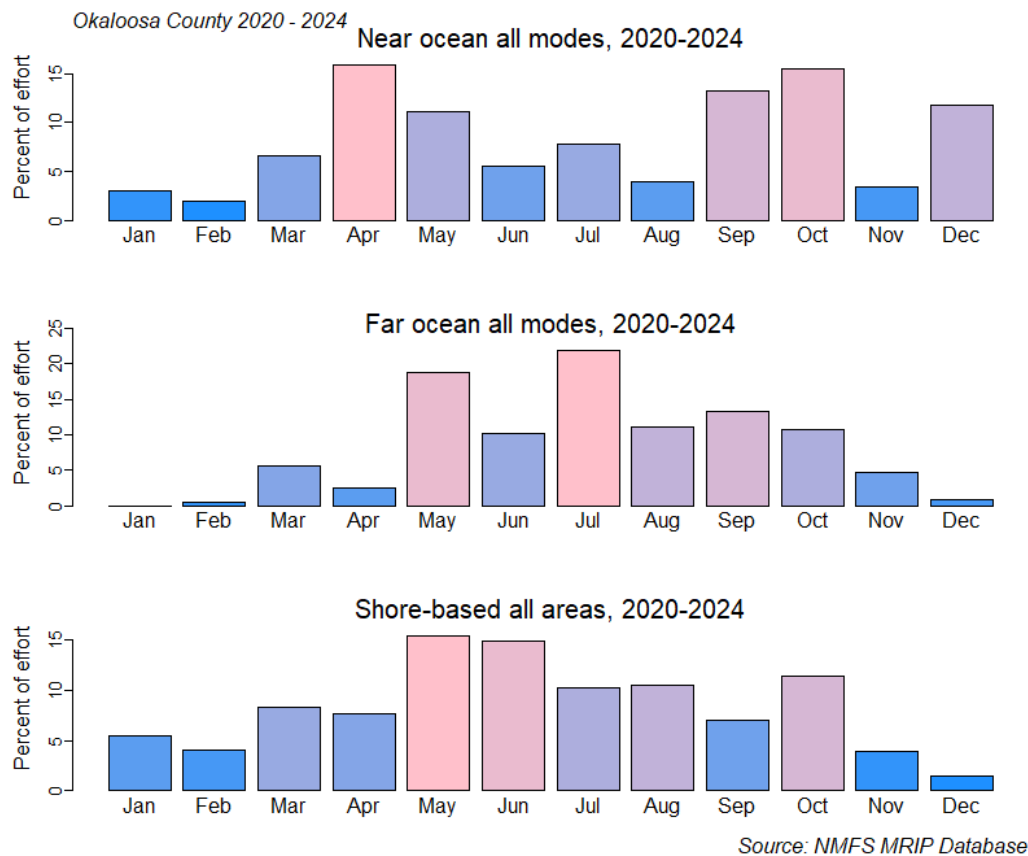 Okaloosa County 2020 - 2024
Near ocean all modes, 2020-2024
Percent of effort
15
10
5
0
Jan Feb Mar Apr May Jun Jul Aug Sep Oct Nov Dec
Far ocean all modes, 2020-2024
Percent of effort
25
20
15
10
5
0
Jan Feb Mar Apr May Jun Jul Aug Sep Oct Nov Dec
Shore-based all areas, 2020-2024
Percent of effort
15
10
5
0
Jan Feb Mar Apr May Jun Jul Aug Sep Oct Nov Dec
Source: NMFS MRIP Database